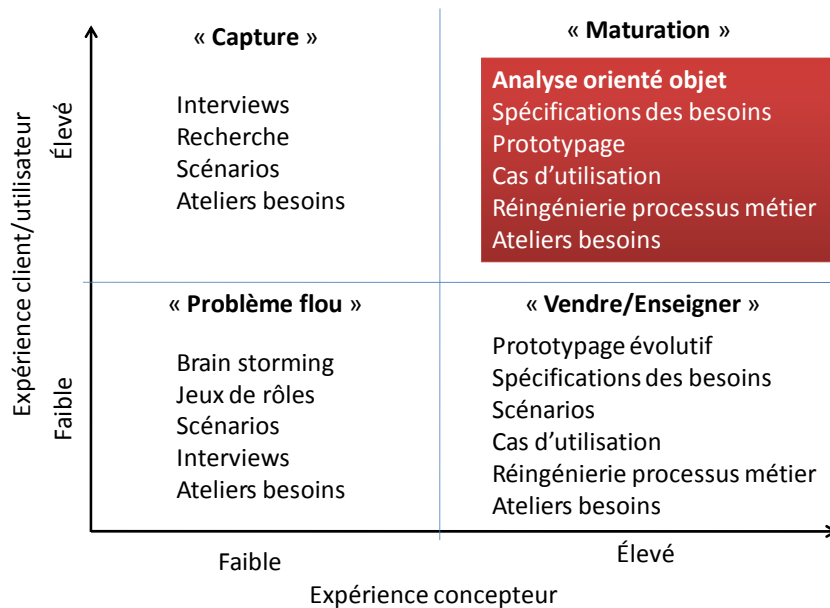 « Capture »
Interviews
Recherche
Scénarios
Ateliers besoins
« Maturation »
Analyse orienté objet
Spécifications des besoins
Prototypage
Cas d'utilisation
Réingénierie processus métier
Ateliers besoins
« Problème flou »
Brain storming
Jeux de rôles
Scénarios
Interviews
Ateliers besoins
« Vendre/Enseigner »
Prototypage évolutif
Spécifications des besoins
Scénarios
Cas d'utilisation
Réingénierie processus métier
Ateliers besoins
Expérience client/utilisateur
Élevé
Faible
Faible
Élevé
Expérience concepteur